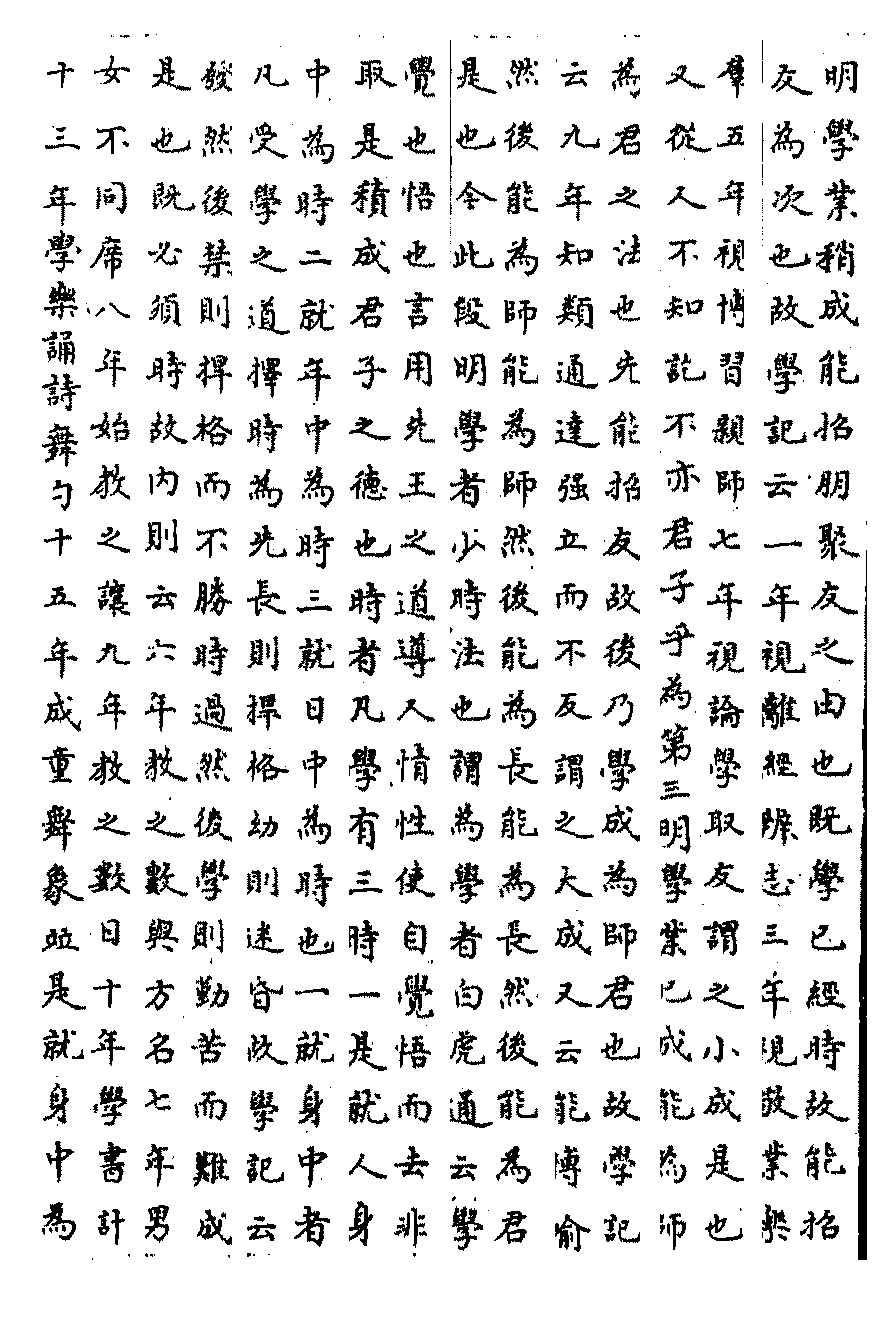 明學業稍成能招朋聚友之由也既學已經時故能招
友為次也故學記云一年視離經辨志三年視敬業樂
羣五年視博習親師七年視論學取友謂之小成是也
又從人不知訖不亦君子乎為第三明學業已成能為師
為君之法也先能招友故後乃學成為師君也故學記
云九年知類通達强立而不反謂之大成又云能博喻
然後能為師能為師然後能為長能為長然後能為君
是也今此段明學者少時法也謂為學者白虎通云學
覺也悟也言用先王之道導人情性使自覺悟而去非
取是積成君子之德也時者凡學有三時一是就人身
中為時二就年中為時三就日中為時也一就身中者
凡受學之道擇時為先長則捍格幼則迷昏故學記云
發然後禁則捍格而不勝時過然後學則勤苦而難成
是也既必須時故內則云六年教之數與方名七年男
女不同席八年始教之讓九年教之數日十年學書計
十三年學樂誦詩舞勺十五年成童舞象並是就身中為